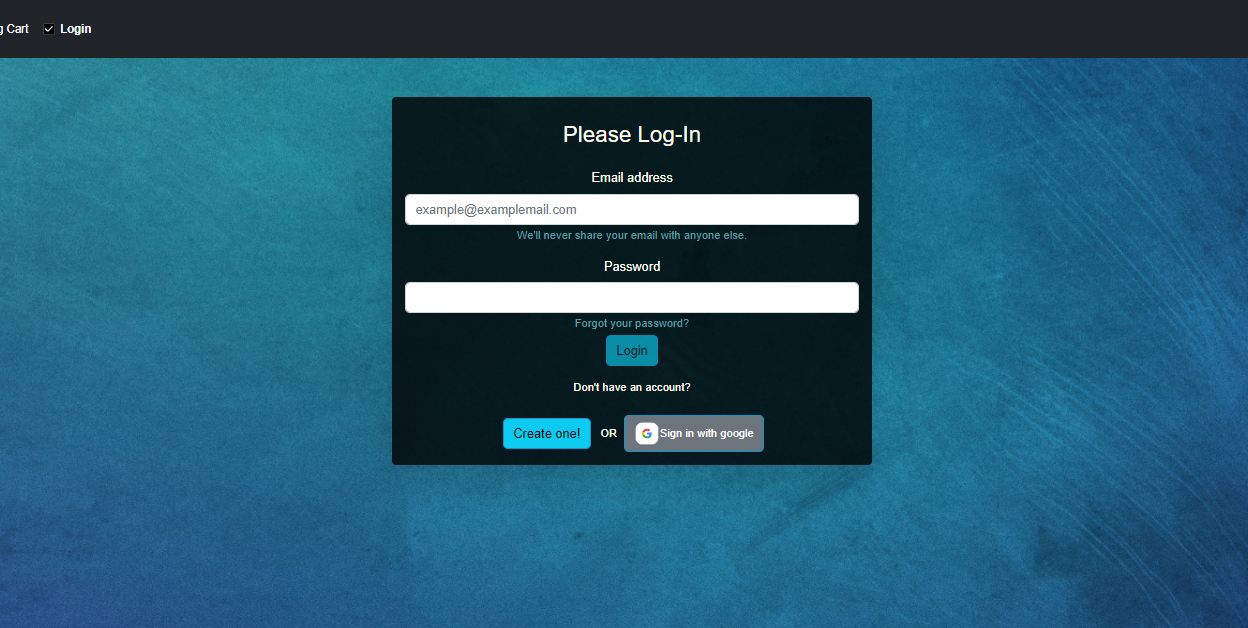 Cart
Login
Please Log-In
Email address
example@examplemail.com
We'll never share your email with anyone else.
Password
Forgot your password?
Login
Don't have an account?
Create one! OR Sign in with google